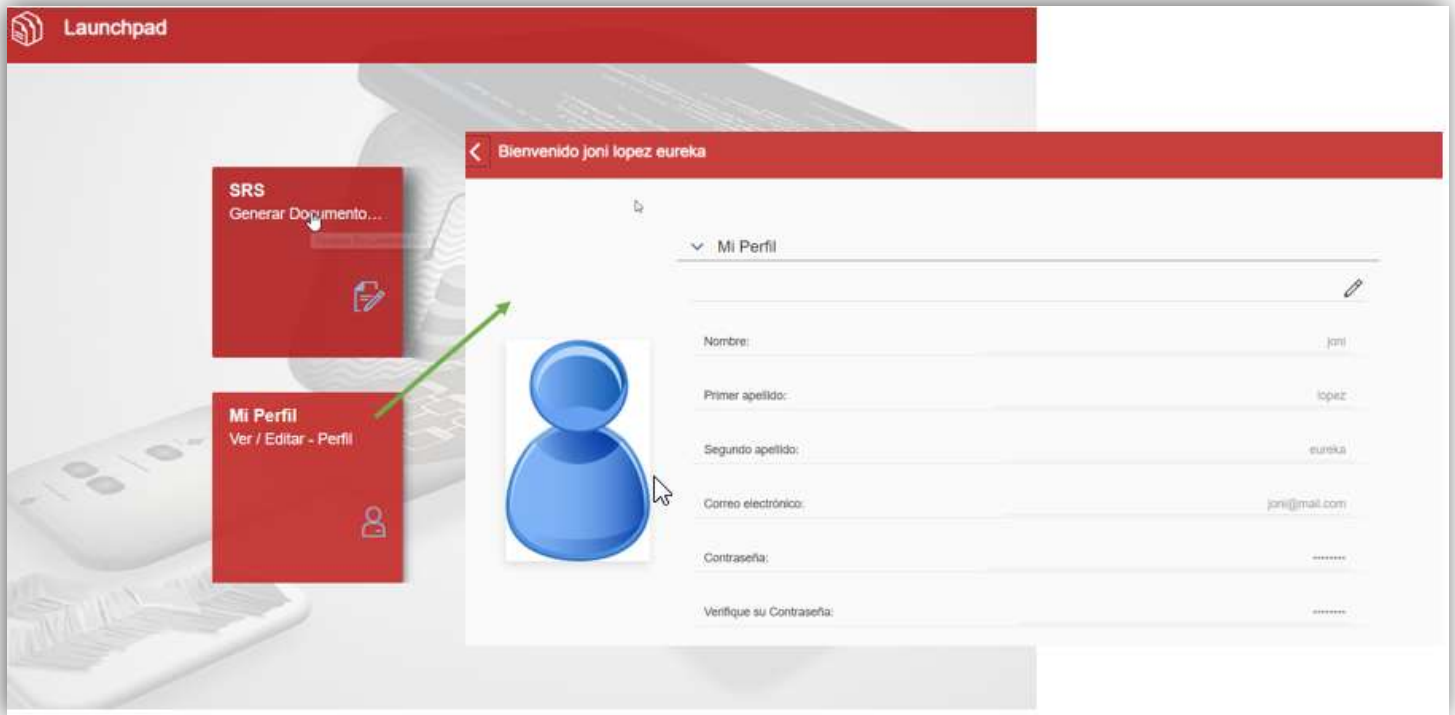 Launchpad
SRS
Generar Documento...
Mi Perfil
Ver / Editar - Perfil
Bienvenido joni lopez eureka
Mi Perfil
Nombre:
joni
Primer apellido:
lopez
Segundo apellido:
eureka
Correo electrónico:
joni@mail.com
Contraseña:
••••••••
Verifique su Contraseña:
••••••••